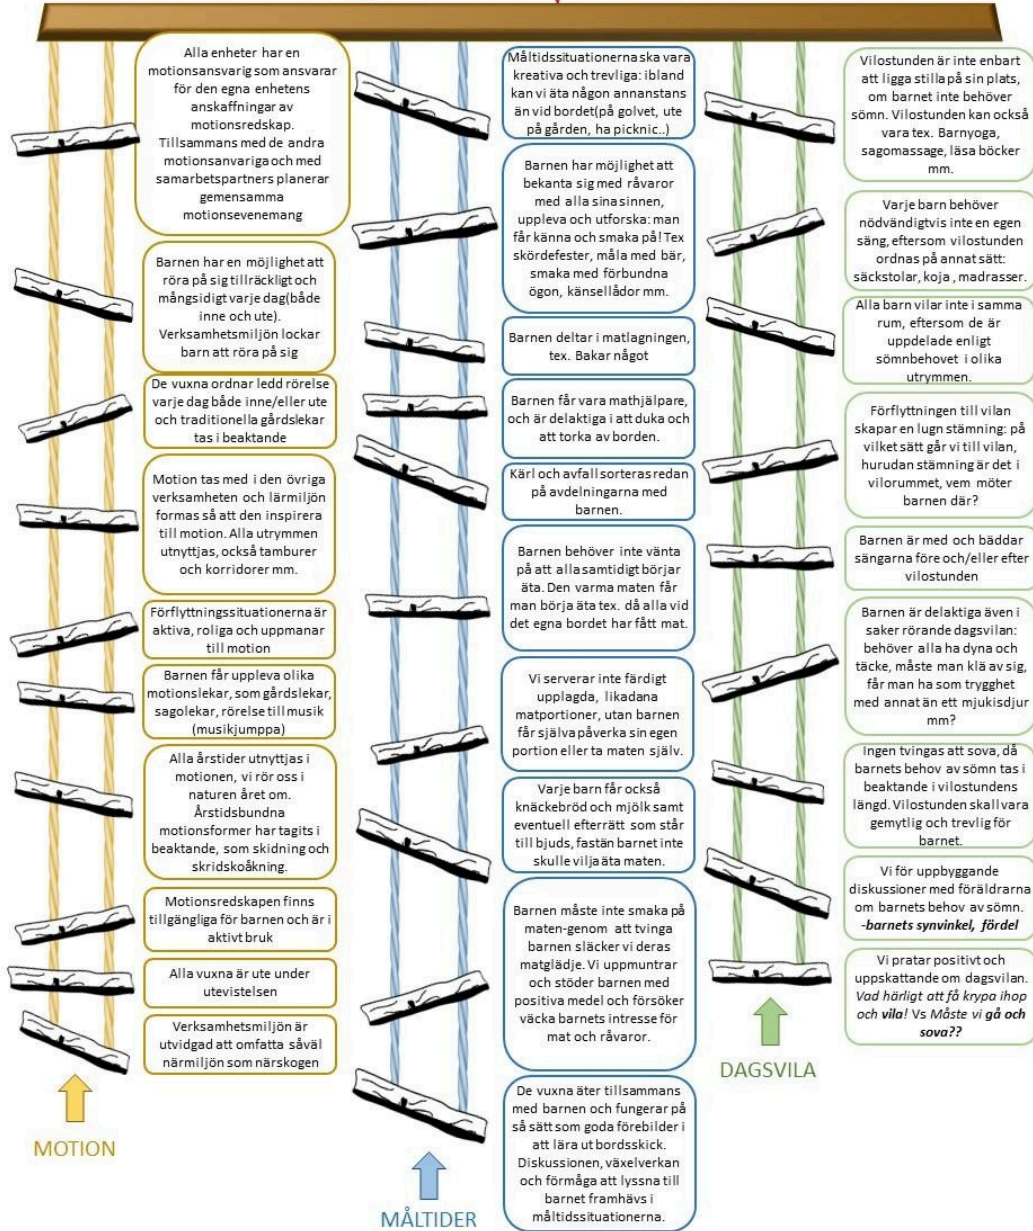 Alla enheter har en
motionsansvarig som ansvarar
för den egna enhetens
anskaffningar av
motionsredskap.
Tillsammans med de andra
motionsanvariga och med
samarbetspartners planerar
gemensamma
motionsevenemang
Barnen har en möjlighet att
röra på sig tillräckligt och
mångsidigt varje dag(både
inne och ute).
Verksamhetsmiljön lockar
barn att röra på sig
De vuxna ordnar ledd rörelse
varje dag både inne/eller ute
och traditionella gårdslekar
tas i beaktande
Motion tas med i den övriga
verksamheten och lärmiljön
formas så att den inspirera
till motion. Alla utrymmen
utnyttjas, också tamburer
och korridorer mm.
Förflyttningssituationerna är
aktiva, roliga och uppmanar
till motion
Barnen får uppleva olika
motionslekar, som gårdslekar,
sagolekar, rörelse till musik
(musikjumppa)
Alla årstider utnyttjas i
motionen, vi rör oss i
naturen året om.
Årstidsbundna
motionsformer har tagits i
beaktande, som skidning och
skridskoåkning.
Motionsredskapen finns
tillgängliga för barnen och är i
aktivt bruk
Alla vuxna är ute under
utevistelsen
Verksamhetsmiljön är
utvidgad att omfatta såväl
närmiljön som närskogen
MOTION
Måltidssituationerna ska vara
kreativa och trevliga: ibland
kan vi äta någon annanstans
än vid bordet(på golvet, ute
på gården, ha picknic..)
Barnen har möjlighet att
bekanta sig med råvaror
med alla sina sinnen,
uppleva och utforska: man
får känna och smaka på! Tex
skördefester, måla med bär,
smaka med förbundna
ögon, känsellådor mm.
Barnen deltar i matlagningen,
tex. Bakar något
Barnen får vara mathjälpare,
och är delaktiga i att duka och
att torka av borden.
Kärl och avfall sorteras redan
på avdelningarna med
barnen.
Barnen behöver inte vänta
på att alla samtidigt börjar
äta. Den varma maten får
man börja äta tex. då alla vid
det egna bordet har fått mat.
Vi serverar inte färdigt
upplagda, likadana
matportioner, utan barnen
får själva påverka sin egen
portion eller ta maten själv.
Varje barn får också
knäckebröd och mjölk samt
eventuell efterrätt som står
till bjuds, fastän barnet inte
skulle vilja äta maten.
Barnen måste inte smaka på
maten-genom att tvinga
barnen släcker vi deras
matglädje. Vi uppmuntrar
och stöder barnen med
positiva medel och försöker
väcka barnets intresse för
mat och råvaror.
De vuxna äter tillsammans
med barnen och fungerar på
så sätt som goda förebilder i
att lära ut bordsskick.
Diskussionen, växelverkan
och förmåga att lyssna till
barnet framhävs i
måltidssituationerna.
MÅLTIDER
Vilostunden är inte enbart
att ligga stilla på sin plats,
om barnet inte behöver
sömn. Vilostunden kan också
vara tex. Barnyoga,
sagomassage, läsa böcker
mm.
Varje barn behöver
nödvändigtvis inte en egen
säng, eftersom vilostunden
ordnas på annat sätt:
säckstolar, koja, madrasser.
Alla barn vilar inte i samma
rum, eftersom de är
uppdelade enligt
sömnbehovet i olika
utrymmen.
Förflyttningen till vilan
skapar en lugn stämning: på
vilket sätt går vi till vilan,
hurudan stämning är det i
vilorummet, vem möter
barnen där?
Barnen är med och bäddar
sängarna före och/eller efter
vilostunden
Barnen är delaktiga även i
saker rörande dagsvilan:
behöver alla ha dyna och
täcke, måste man klä av sig,
får man ha som trygghet
med annat än ett mjukisdjur
mm?
Ingen tvingas att sova, då
barnets behov av sömn tas i
beaktande i vilostundens
längd. Vilostunden skall vara
gemytlig och trevlig för
barnet.
Vi för uppbyggande
diskussioner med föräldrarna
om barnets behov av sömn.
-barnets synvinkel, fördel
Vi pratar positivt och
uppskattande om dagsvilan.
Vad härligt att få krypa ihop
och vila! Vs Måste vi gå och
sova??
DAGSVILA